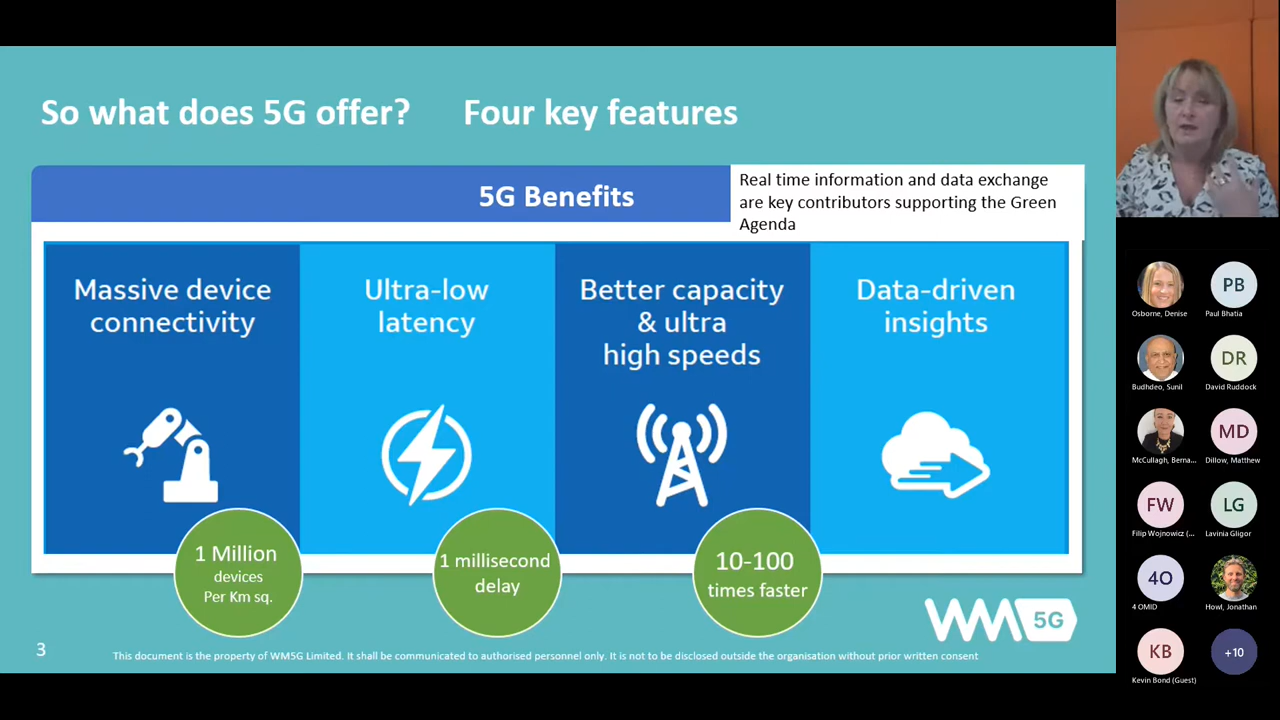 So what does 5G offer? Four key features
5G Benefits
Real time information and data exchange
are key contributors supporting the Green
Agenda
Massive device
connectivity
Ultra-low
latency
Better capacity
& ultra
high speeds
Data-driven
insights
1 Million
devices
Per Km sq.
1 millisecond
delay
10-100
times faster
WM5G
3
This document is the property of WM5G Limited. It shall be communicated to authorised personnel only. It is not to be disclosed outside the organisation without prior written consent
Osborne, Denise
PB
Paul Bhatia
Budhdeo, Sunil
DR
David Ruddock
McCullagh, Berna...
MD
Dillow, Matthew
FW
Filip Wojnowicz (...
LG
Lavinia Gligor
4O
4 OMID
Howl, Jonathan
KB
Kevin Bond (Guest)
+10